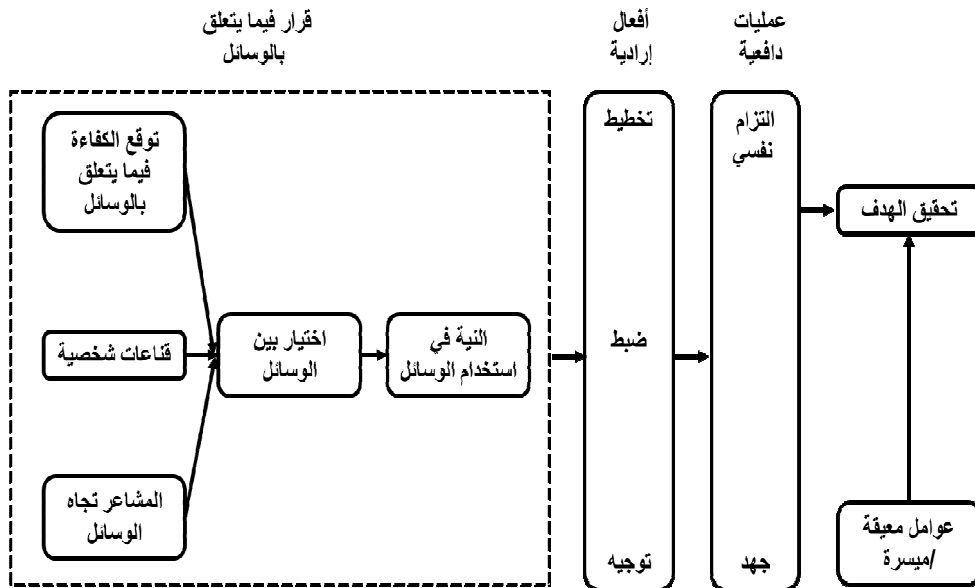 قرار فيما يتعلق
بالوسائل
أفعال
إرادية
عمليات
دافعية
توقع الكفاءة
فيما يتعلق
بالوسائل
قناعات شخصية
المشاعر تجاه
الوسائل
اختيار بين
الوسائل
النية في
استخدام الوسائل
تخطيط
ضبط
توجيه
التزام
نفسي
جهد
تحقيق الهدف
عوامل معيقة
/ميسرة